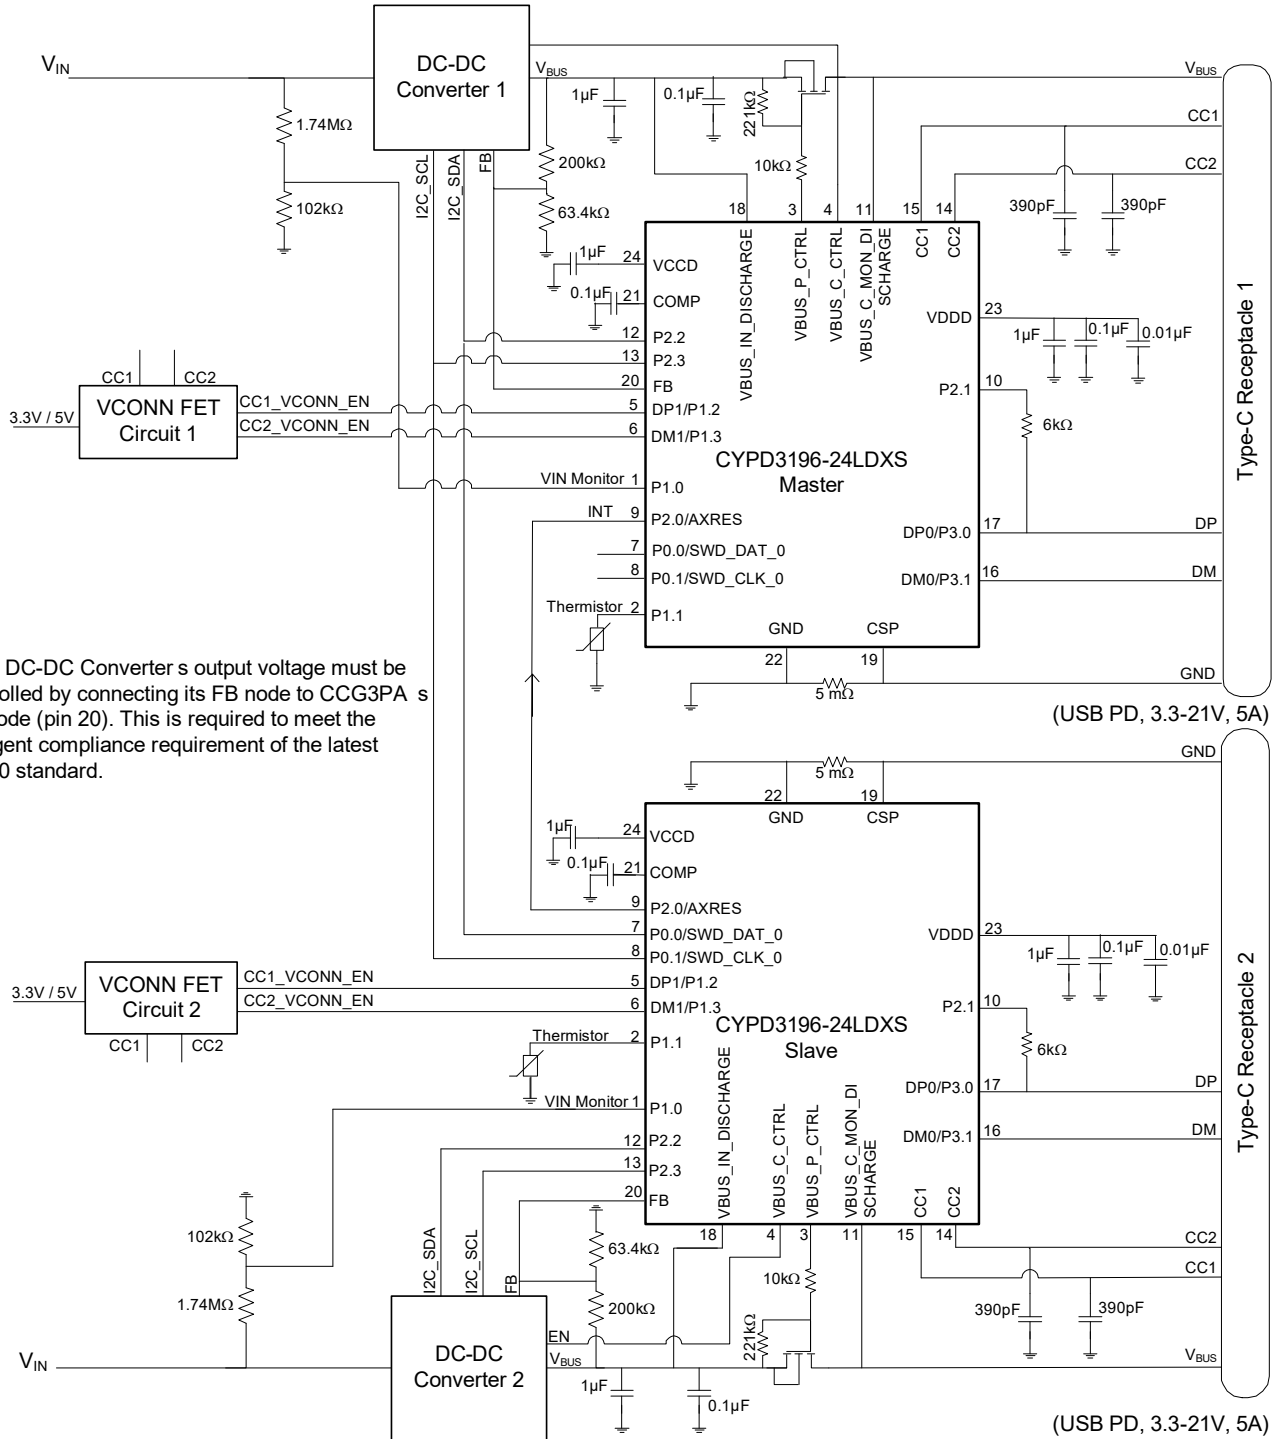 DC-DC
Converter 1
VIN
VBUS
1µF
0.1µF
221kΩ
10kΩ
VBUS
CC1
CC2
1.74MΩ
102kΩ
I2C_SCL
I2C_SDA
FB
200kΩ
63.4kΩ
390pF
390pF
18
3
4
11
15
14
VBUS_IN_DISCHARGE
VBUS_P_CTRL
VBUS_C_CTRL
VBUS_C_MON_DI
SCHARGE
CC1
CC2
1µF
24
VCCD
0.1µF
21
COMP
12
P2.2
13
P2.3
20
FB
5
DP1/P1.2
6
DM1/P1.3
VDDD
23
1µF
0.1µF
0.01µF
P2.1
10
6kΩ
CC1
CC2
3.3V / 5V
VCONN FET
Circuit 1
CC1_VCONN_EN
CC2_VCONN_EN
CYPD3196-24LDXS
Master
VIN Monitor
1
P1.0
INT
9
P2.0/AXRES
7
P0.0/SWD_DAT_0
8
P0.1/SWD_CLK_0
Thermistor
2
P1.1
DP0/P3.0
17
DP
DM0/P3.1
16
DM
GND
CSP
22
19
5 mΩ
GND
Type-C Receptacle 1
(USB PD, 3.3-21V, 5A)
DC-DC Converter s output voltage must be
olled by connecting its FB node to CCG3PA s
ode (pin 20). This is required to meet the
gent compliance requirement of the latest
0 standard.
GND
5 mΩ
22
19
GND
CSP
1µF
24
VCCD
0.1µF
21
COMP
9
P2.0/AXRES
7
P0.0/SWD_DAT_0
8
P0.1/SWD_CLK_0
5
DP1/P1.2
6
DM1/P1.3
VDDD
23
1µF
0.1µF
0.01µF
P2.1
10
6kΩ
3.3V / 5V
VCONN FET
Circuit 2
CC1_VCONN_EN
CC2_VCONN_EN
CC1
CC2
CYPD3196-24LDXS
Slave
Thermistor
2
P1.1
VIN Monitor
1
P1.0
12
P2.2
13
P2.3
20
FB
DP0/P3.0
17
DP
DM0/P3.1
16
DM
VBUS_IN_DISCHARGE
VBUS_C_CTRL
VBUS_P_CTRL
VBUS_C_MON_DI
SCHARGE
CC1
CC2
18
4
3
11
15
14
CC2
CC1
102kΩ
1.74MΩ
I2C_SDA
I2C_SCL
FB
63.4kΩ
200kΩ
10kΩ
221kΩ
390pF
390pF
VIN
DC-DC
Converter 2
EN
VBUS
1µF
0.1µF
VBUS
Type-C Receptacle 2
(USB PD, 3.3-21V, 5A)